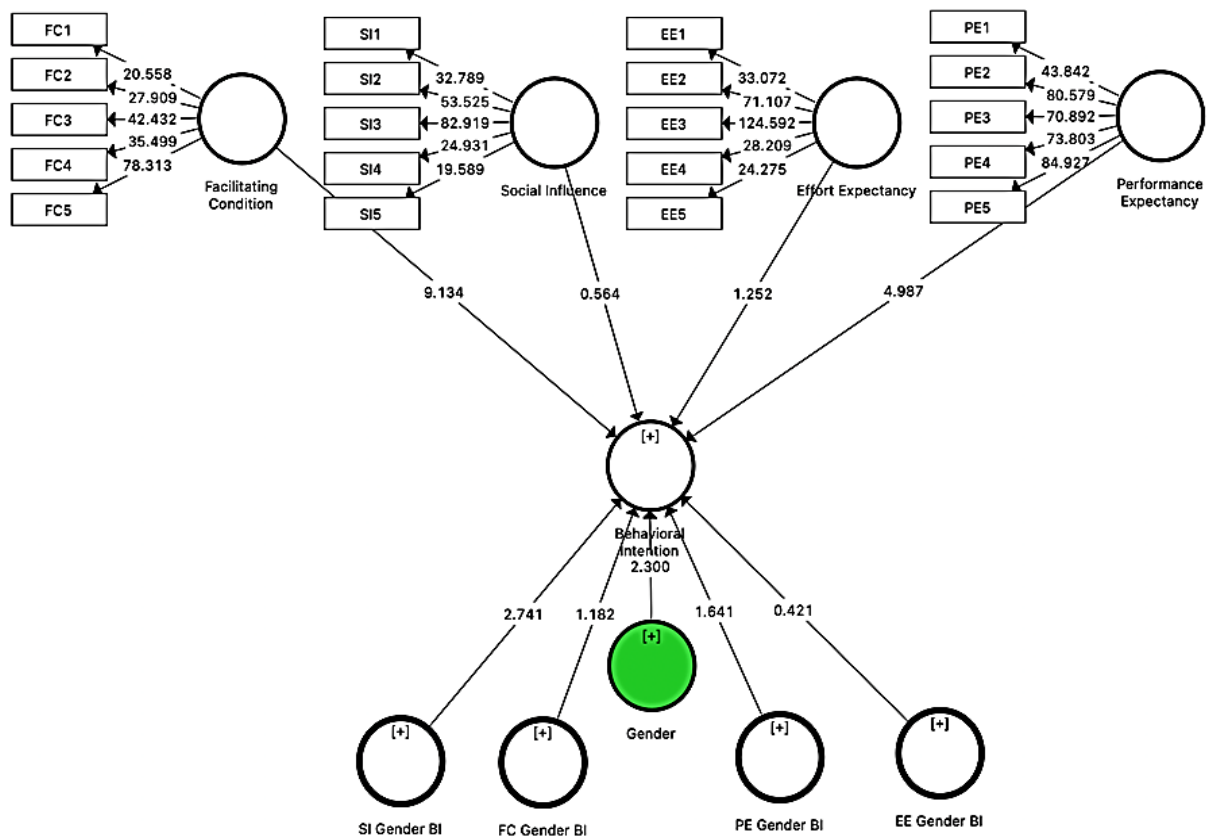 FC1
FC2
FC3
FC4
FC5
20.558
27.909
42.432
35.499
78.313
Facilitating
Condition
SI1
SI2
SI3
SI4
SI5
32.789
53.525
82.919
24.931
19.589
Social Influence
EE1
EE2
EE3
EE4
EE5
33.072
71.107
124.592
28.209
24.275
Effort Expectancy
PE1
PE2
PE3
PE4
PE5
43.842
80.579
70.892
73.803
84.927
Performance
Expectancy
9.134
0.564
1.252
4.987
[+]
Behavioral
Intention
2.300
2.741
1.182
1.641
0.421
[+]
Gender
[+]
SI Gender BI
[+]
FC Gender BI
[+]
PE Gender BI
[+]
EE Gender BI